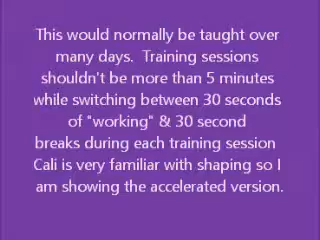 This would normally be taught over
many days.  Training sessions
shouldn't be more than 5 minutes
while switching between 30 seconds
of "working" & 30 second
breaks during each training session
Cali is very familiar with shaping so I
am showing the accelerated version.